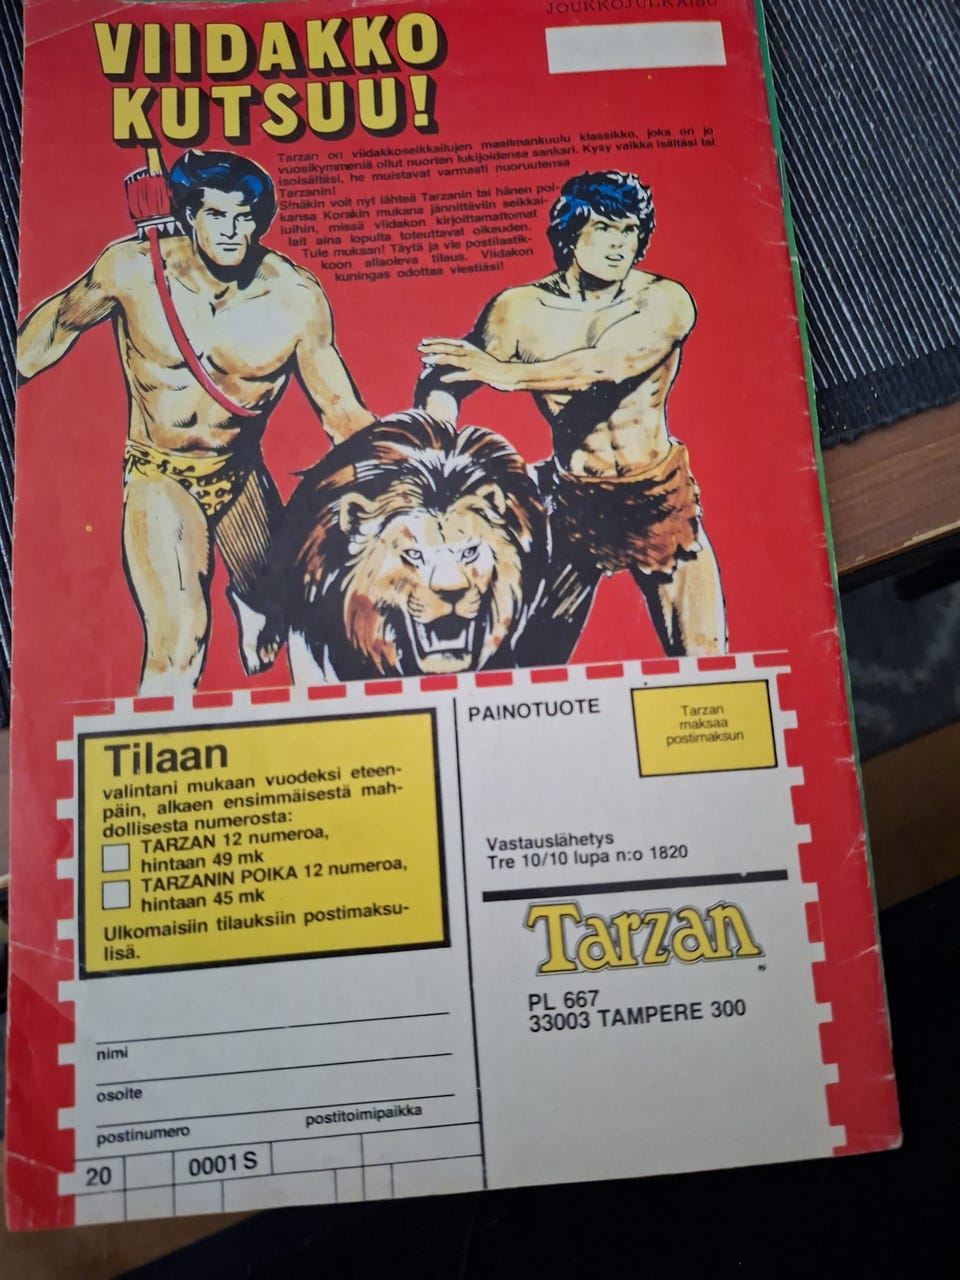 JOUKKOJULKAISU
VIIDAKKO
KUTSUU!
Tarzan on viidakkoseikkailujen maailmankuulu klassikko, joka on jo
vuosikymmeniä ollut nuorten lukijoidensa sankari. Kysy vaikka isältäsi tai
isoisältäsi, he muistavat varmasti nuoruutensa
Tarzanin!
Sinäkin voit nyt lähteä Tarzanin tai hänen poi-
kansa Korakin mukana jännittäviin seikkai-
luihin, missä viidakon kirjoittamattomat
lait aina lopulta toteuttavat oikeuden.
Tule mukaan! Täytä ja vie postilaatik-
koon allaoleva tilaus. Viidakon
kuningas odottaa viestiäsi!
Tilaan
valintani mukaan vuodeksi eteen-
päin, alkaen ensimmäisestä mah-
dollisesta numerosta:
TARZAN 12 numeroa,
hintaan 49 mk
TARZANIN POIKA 12 numeroa,
hintaan 45 mk
Ulkomaisiin tilauksiin postimaksu-
lisä.
nimi
osoite
postinumero postitoimipaikka
20 0001 S
PAINOTUOTE
Tarzan
maksaa
postimaksun
Vastauslähetys
Tre 10/10 lupa n:o 1820
Tarzan
PL 667
33003 TAMPERE 300